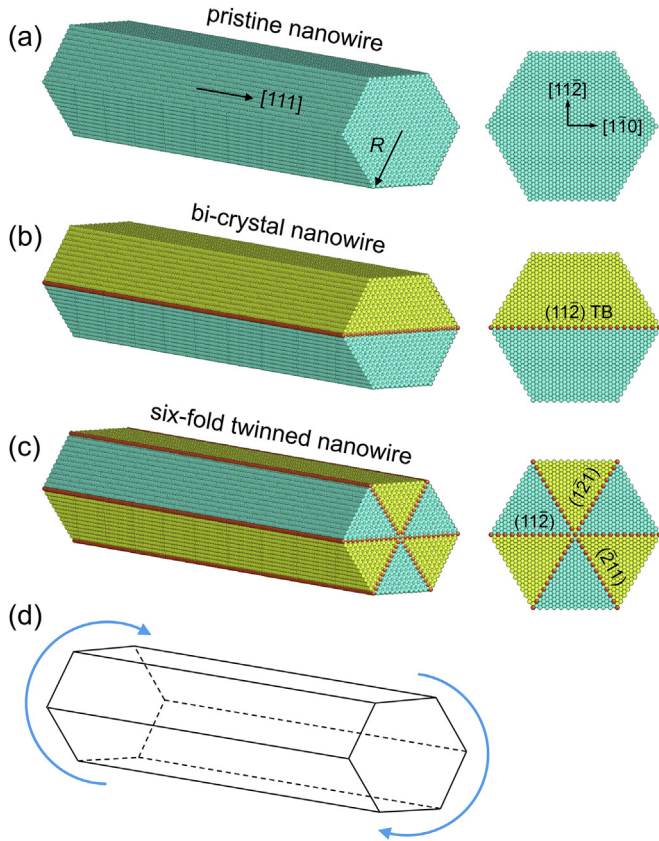 (a)
pristine nanowire
[111]
R
[112̄]
[11̄0]
(b)
bi-crystal nanowire
(112̄) TB
(c)
six-fold twinned nanowire
(12̄1)
(112̄)
(2̄11)
(d)